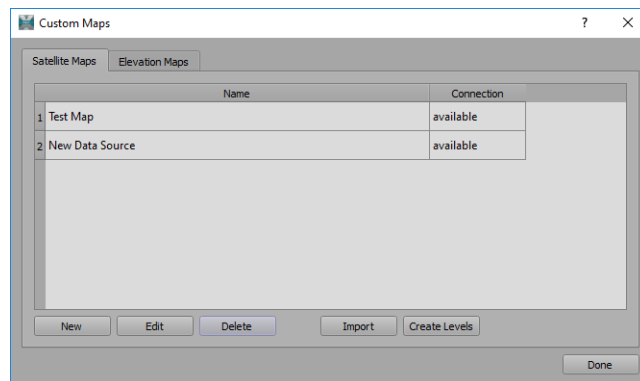 Custom Maps ?
Satellite Maps Elevation Maps
Name Connection
1 Test Map available
2 New Data Source available
New Edit Delete Import Create Levels
Done